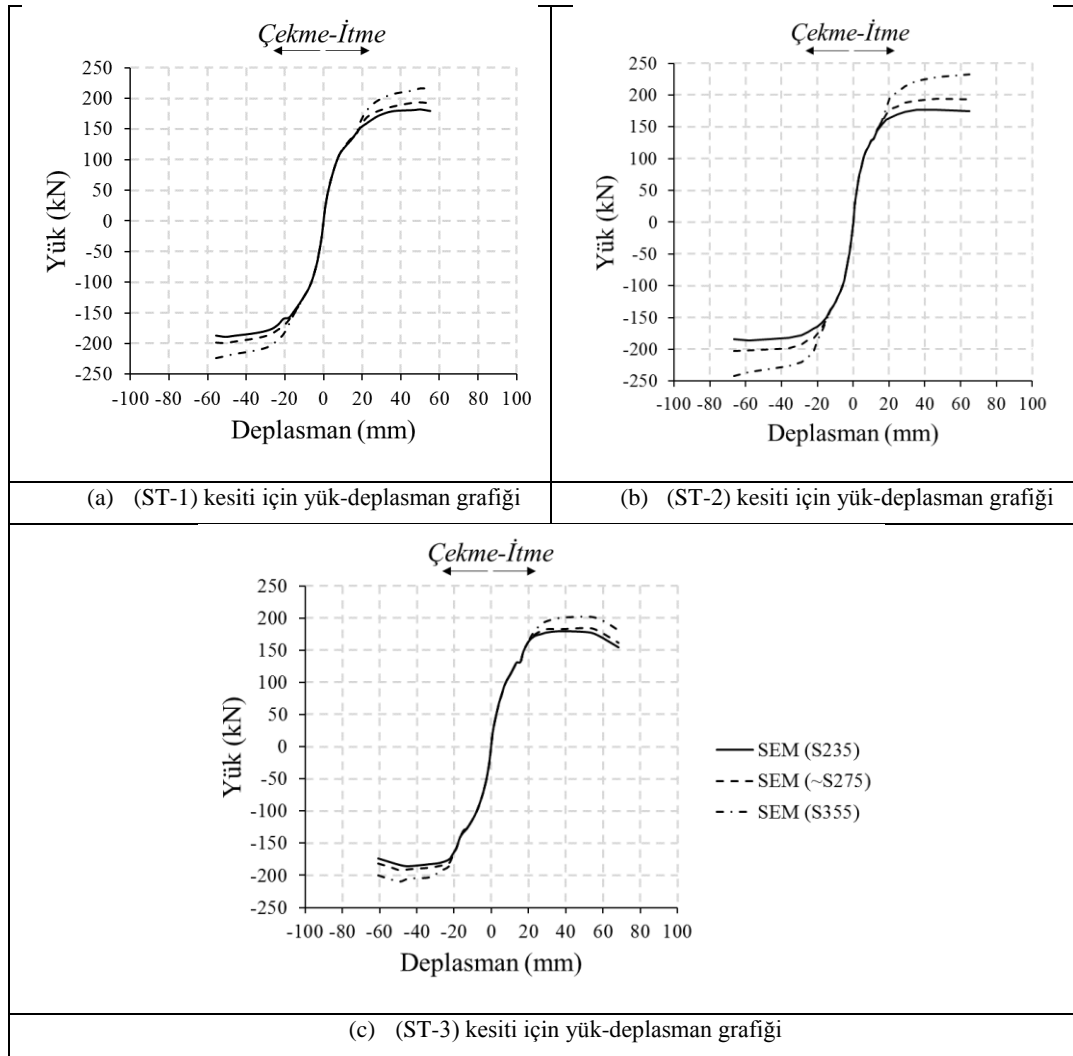 Çekme-İtme
250
200
150
100
50
0
-50
-100
-150
-200
-250
Yük (kN)
-100 -80 -60 -40 -20 0 20 40 60 80 100
Deplasman (mm)
(a) (ST-1) kesiti için yük-deplasman grafiği
Çekme-İtme
250
200
150
100
50
0
-50
-100
-150
-200
-250
Yük (kN)
-100 -80 -60 -40 -20 0 20 40 60 80 100
Deplasman (mm)
(b) (ST-2) kesiti için yük-deplasman grafiği
Çekme-İtme
250
200
150
100
50
0
-50
-100
-150
-200
-250
Yük (kN)
-100 -80 -60 -40 -20 0 20 40 60 80 100
Deplasman (mm)
SEM (S235)
SEM (~S275)
SEM (S355)
(c) (ST-3) kesiti için yük-deplasman grafiği